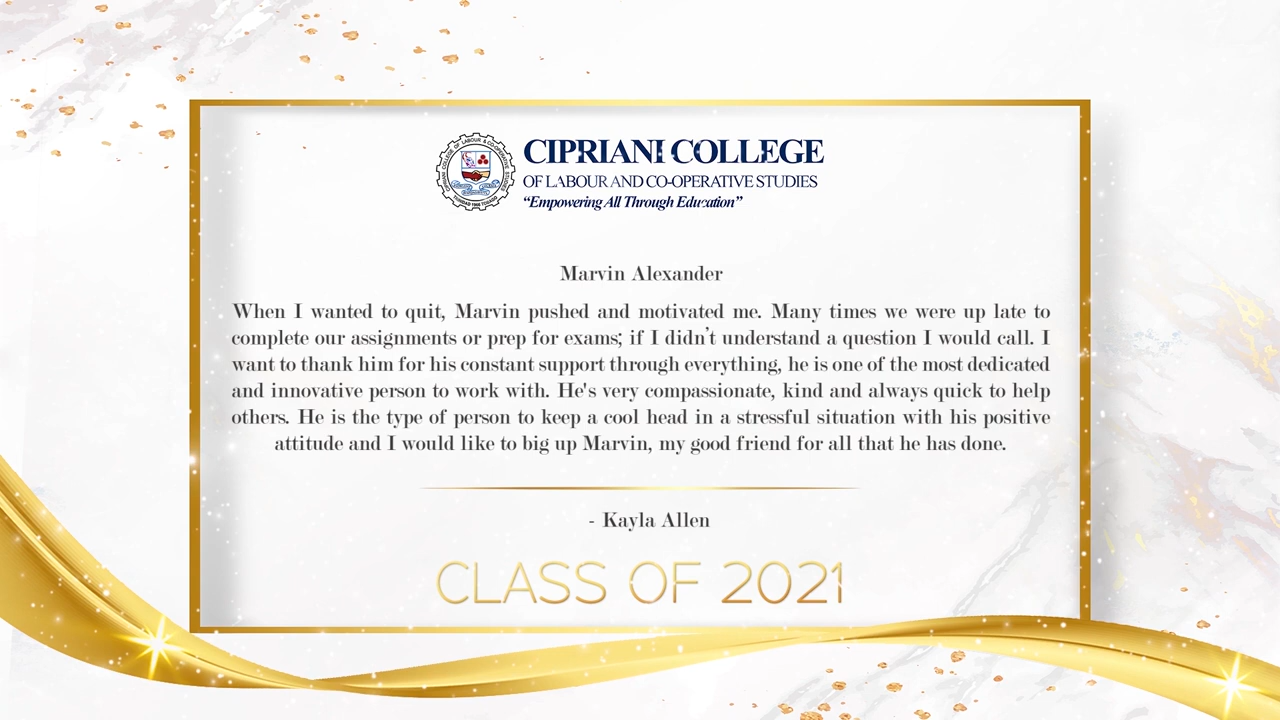 CIPRIANI COLLEGE
OF LABOUR AND CO-OPERATIVE STUDIES
“Empowering All Through Education”
Marvin Alexander
When I wanted to quit, Marvin pushed and motivated me. Many times we were up late to
complete our assignments or prep for exams; if I didn’t understand a question I would call. I
want to thank him for his constant support through everything, he is one of the most dedicated
and innovative person to work with. He's very compassionate, kind and always quick to help
others. He is the type of person to keep a cool head in a stressful situation with his positive
attitude and I would like to big up Marvin, my good friend for all that he has done.
- Kayla Allen
CLASS OF 2021